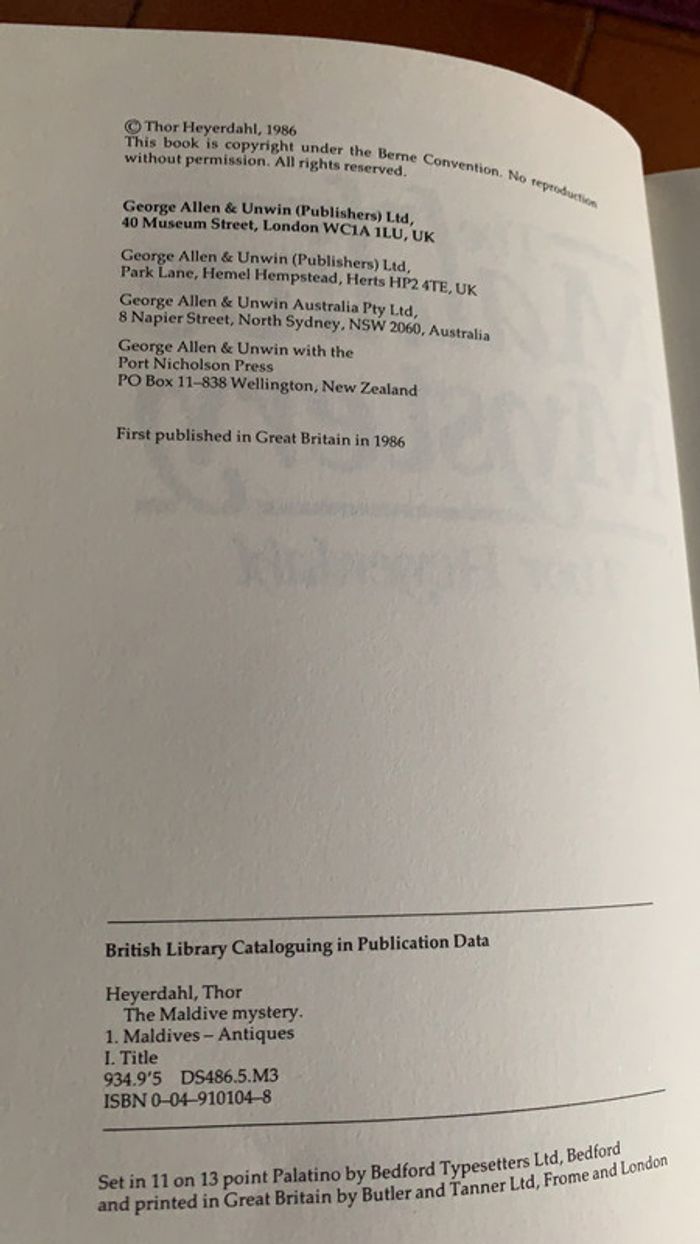 © Thor Heyerdahl, 1986
This book is copyright under the Berne Convention. No reproduction
without permission. All rights reserved.
George Allen & Unwin (Publishers) Ltd,
40 Museum Street, London WC1A 1LU, UK
George Allen & Unwin (Publishers) Ltd,
Park Lane, Hemel Hempstead, Herts HP2 4TE, UK
George Allen & Unwin Australia Pty Ltd,
8 Napier Street, North Sydney, NSW 2060, Australia
George Allen & Unwin with the
Port Nicholson Press
PO Box 11–838 Wellington, New Zealand
First published in Great Britain in 1986
British Library Cataloguing in Publication Data
Heyerdahl, Thor
The Maldive mystery.
1. Maldives – Antiques
I. Title
934.9'5 DS486.5.M3
ISBN 0–04–910104–8
Set in 11 on 13 point Palatino by Bedford Typesetters Ltd, Bedford
and printed in Great Britain by Butler and Tanner Ltd, Frome and London